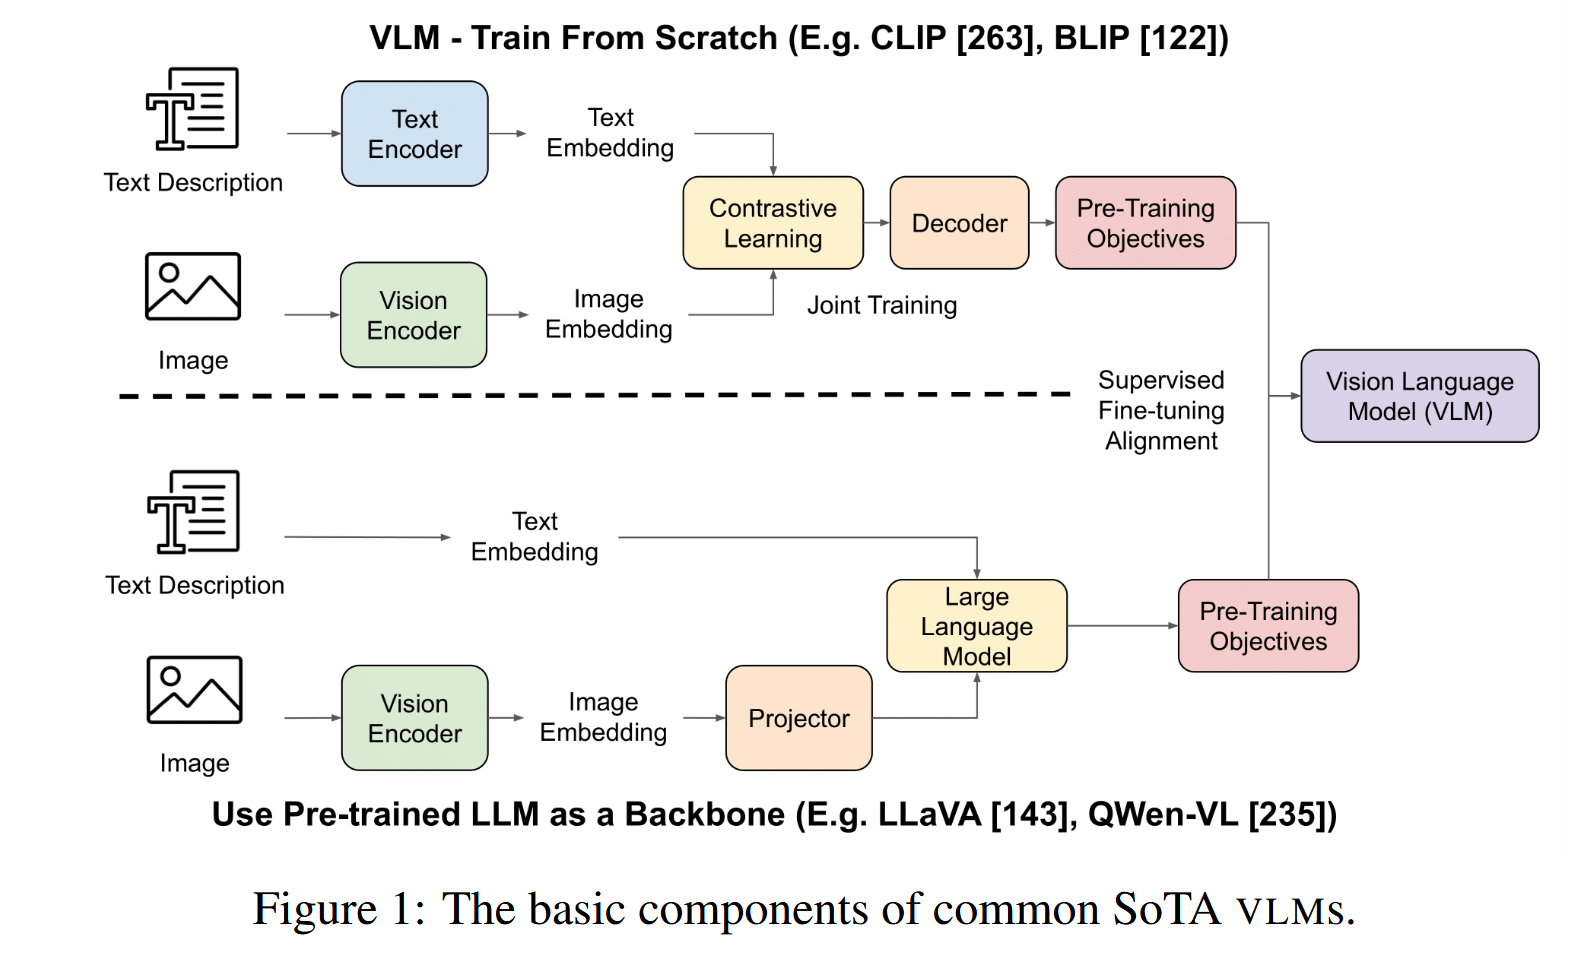 VLM - Train From Scratch (E.g. CLIP [263], BLIP [122])
Text Description
Text
Encoder
Text
Embedding
Image
Vision
Encoder
Image
Embedding
Contrastive
Learning
Joint Training
Decoder
Pre-Training
Objectives
Supervised
Fine-tuning
Alignment
Vision Language
Model (VLM)
Text Description
Text
Embedding
Image
Vision
Encoder
Image
Embedding
Projector
Large
Language
Model
Pre-Training
Objectives
Use Pre-trained LLM as a Backbone (E.g. LLaVA [143], QWen-VL [235])
Figure 1: The basic components of common SoTA VLMs.